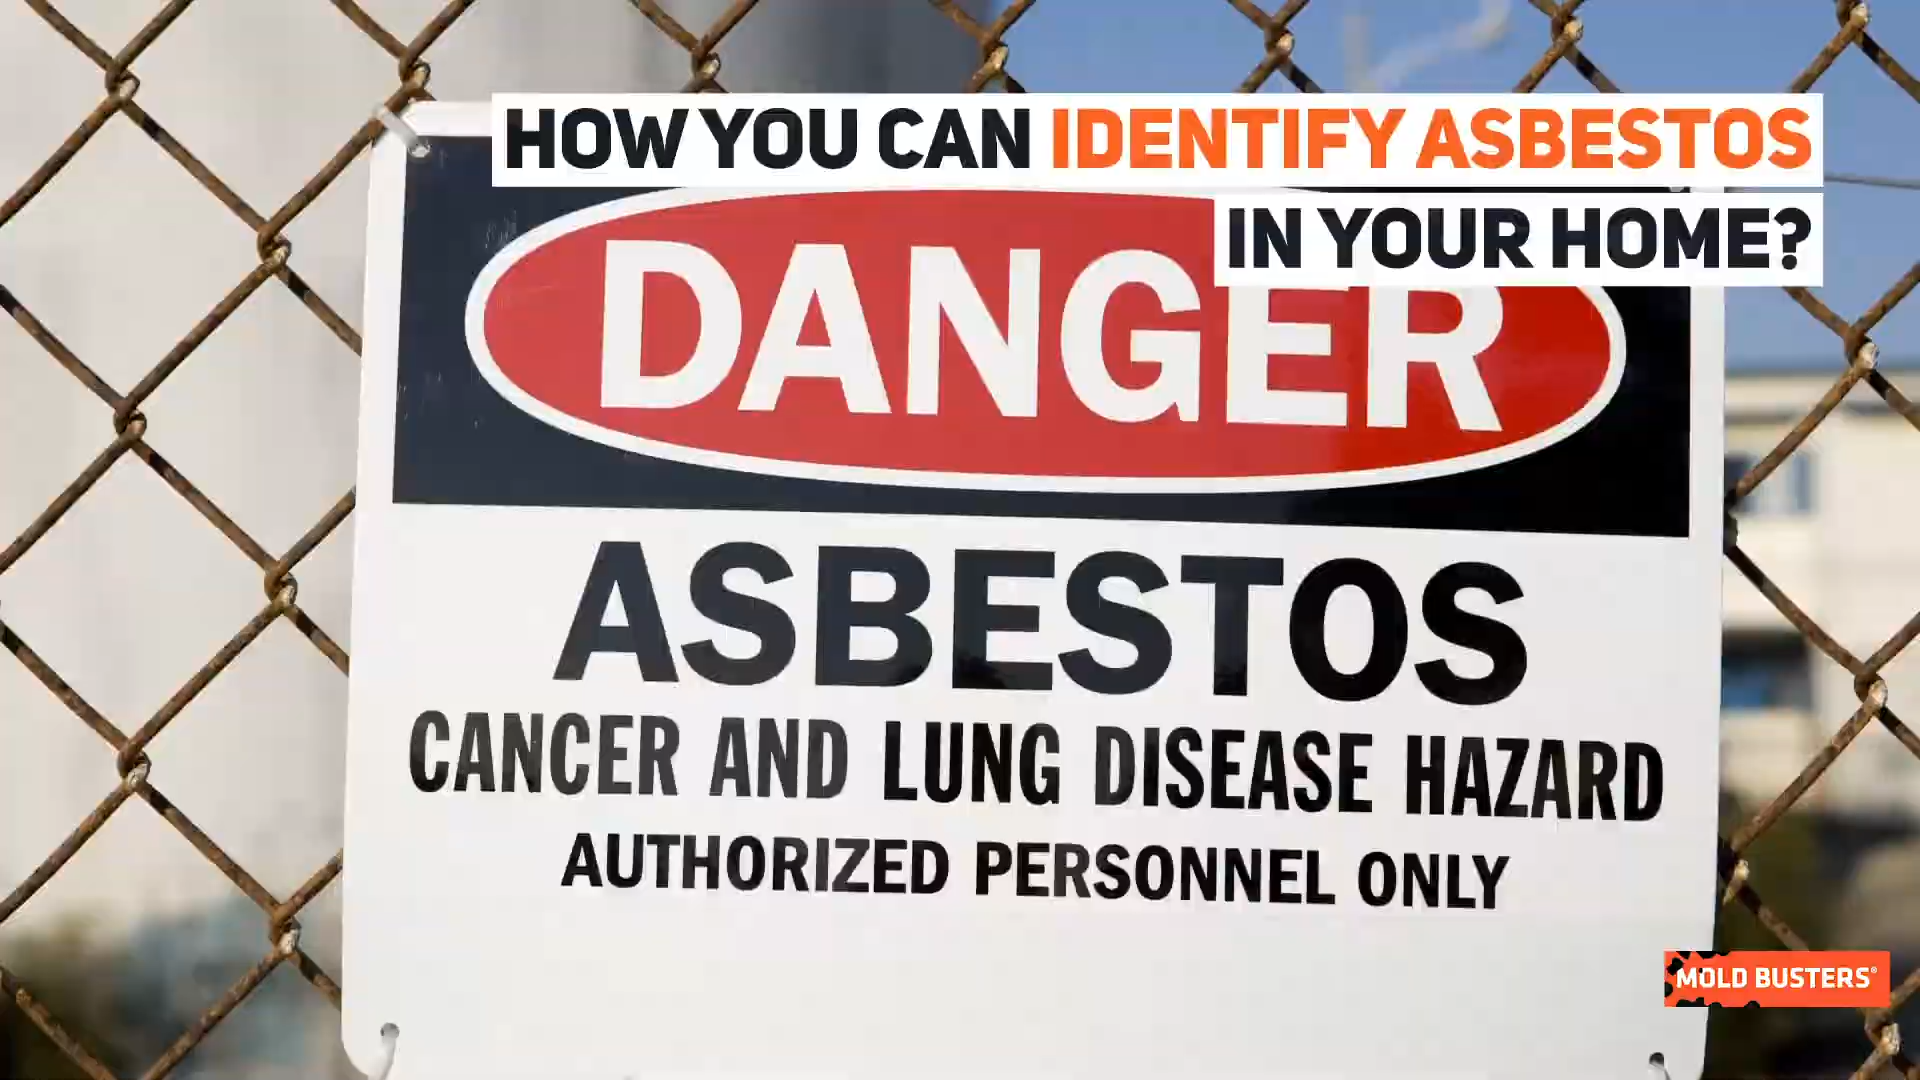 HOW YOU CAN IDENTIFY ASBESTOS
IN YOUR HOME?
DANGER
ASBESTOS
CANCER AND LUNG DISEASE HAZARD
AUTHORIZED PERSONNEL ONLY
MOLD BUSTERS®